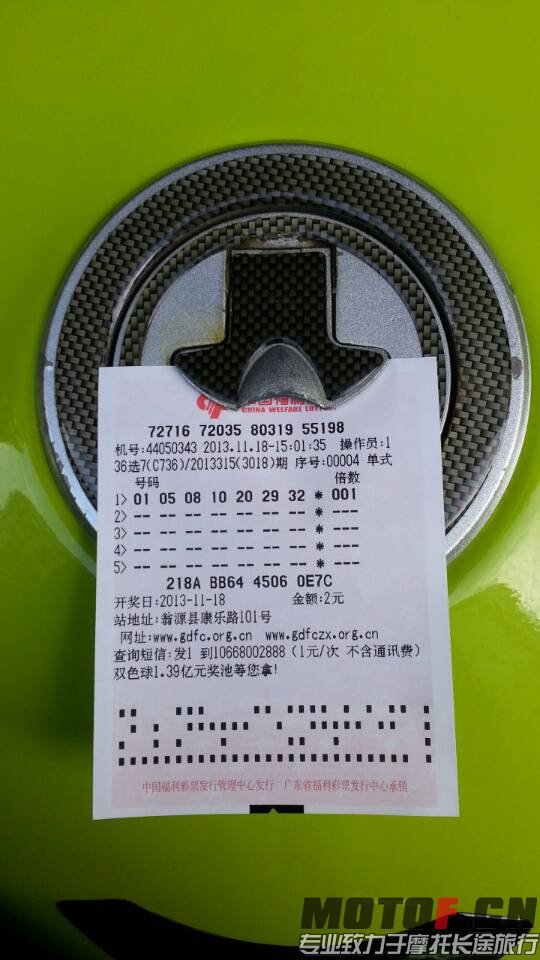 CHINA WELFARE LOTTERY
72716 72035 80319 55198
机号:44050343 2013.11.18-15:01:35 操作员:1
36选7(C736)/2013315(3018)期 序号:00004 单式
号码 倍数
1> 01 05 08 10 20 29 32 * 001
2> -- -- -- -- -- -- -- * ---
3> -- -- -- -- -- -- -- * ---
4> -- -- -- -- -- -- -- * ---
5> -- -- -- -- -- -- -- * ---
218A BB64 4506 0E7C
开奖日:2013-11-18 金额:2元
站地址:翁源县康乐路101号
网址:www.gdfc.org.cn www.gdfczx.org.cn
查询短信:发1 到10668002888(1元/次 不含通讯费)
双色球1.39亿元奖池等您拿!
中国福利彩票发行管理中心发行 广东省福利彩票发行中心承销
MOTOF.CN
专业致力于摩托长途旅行